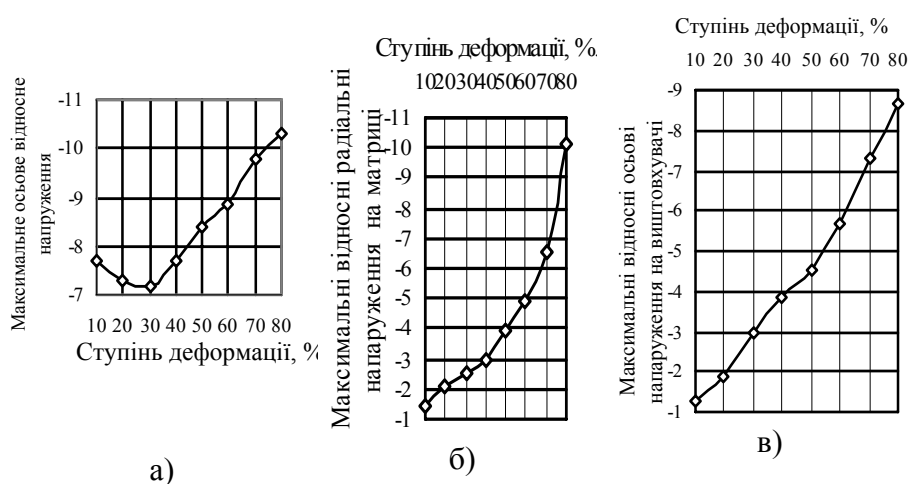 Максимальне осьове відносне
напруження
-11
-10
-9
-8
-7
10 20 30 40 50 60 70 80
Ступінь деформації, %
а)
Ступінь деформації, %
1020304050607080
Максимальні відносні радіальні
напаруження на матриці
-11
-10
-9
-8
-7
-6
-5
-4
-3
-2
-1
б)
Ступінь деформації, %
10 20 30 40 50 60 70 80
Максимальні відносні осьові
напаруження на виштовхувачі
-9
-8
-7
-6
-5
-4
-3
-2
-1
в)